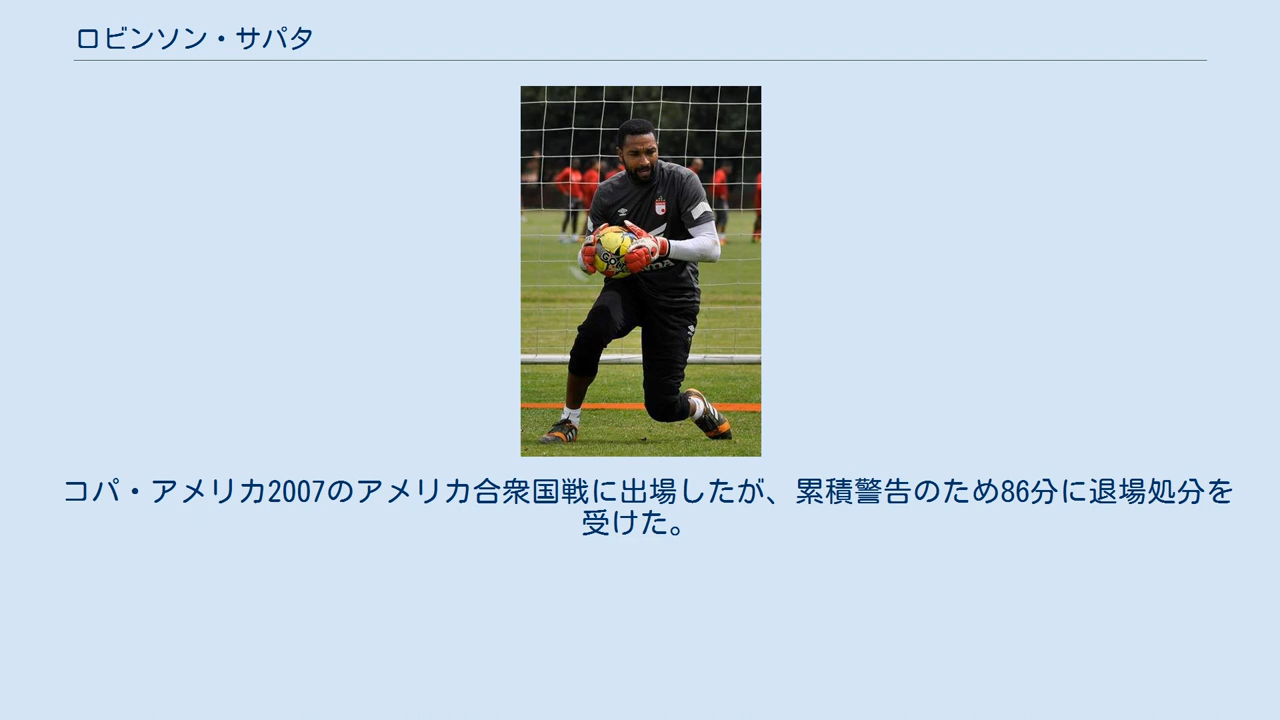 ロビンソン・サパタ
コパ・アメリカ2007のアメリカ合衆国戦に出場したが、累積警告のため86分に退場処分を
受けた。